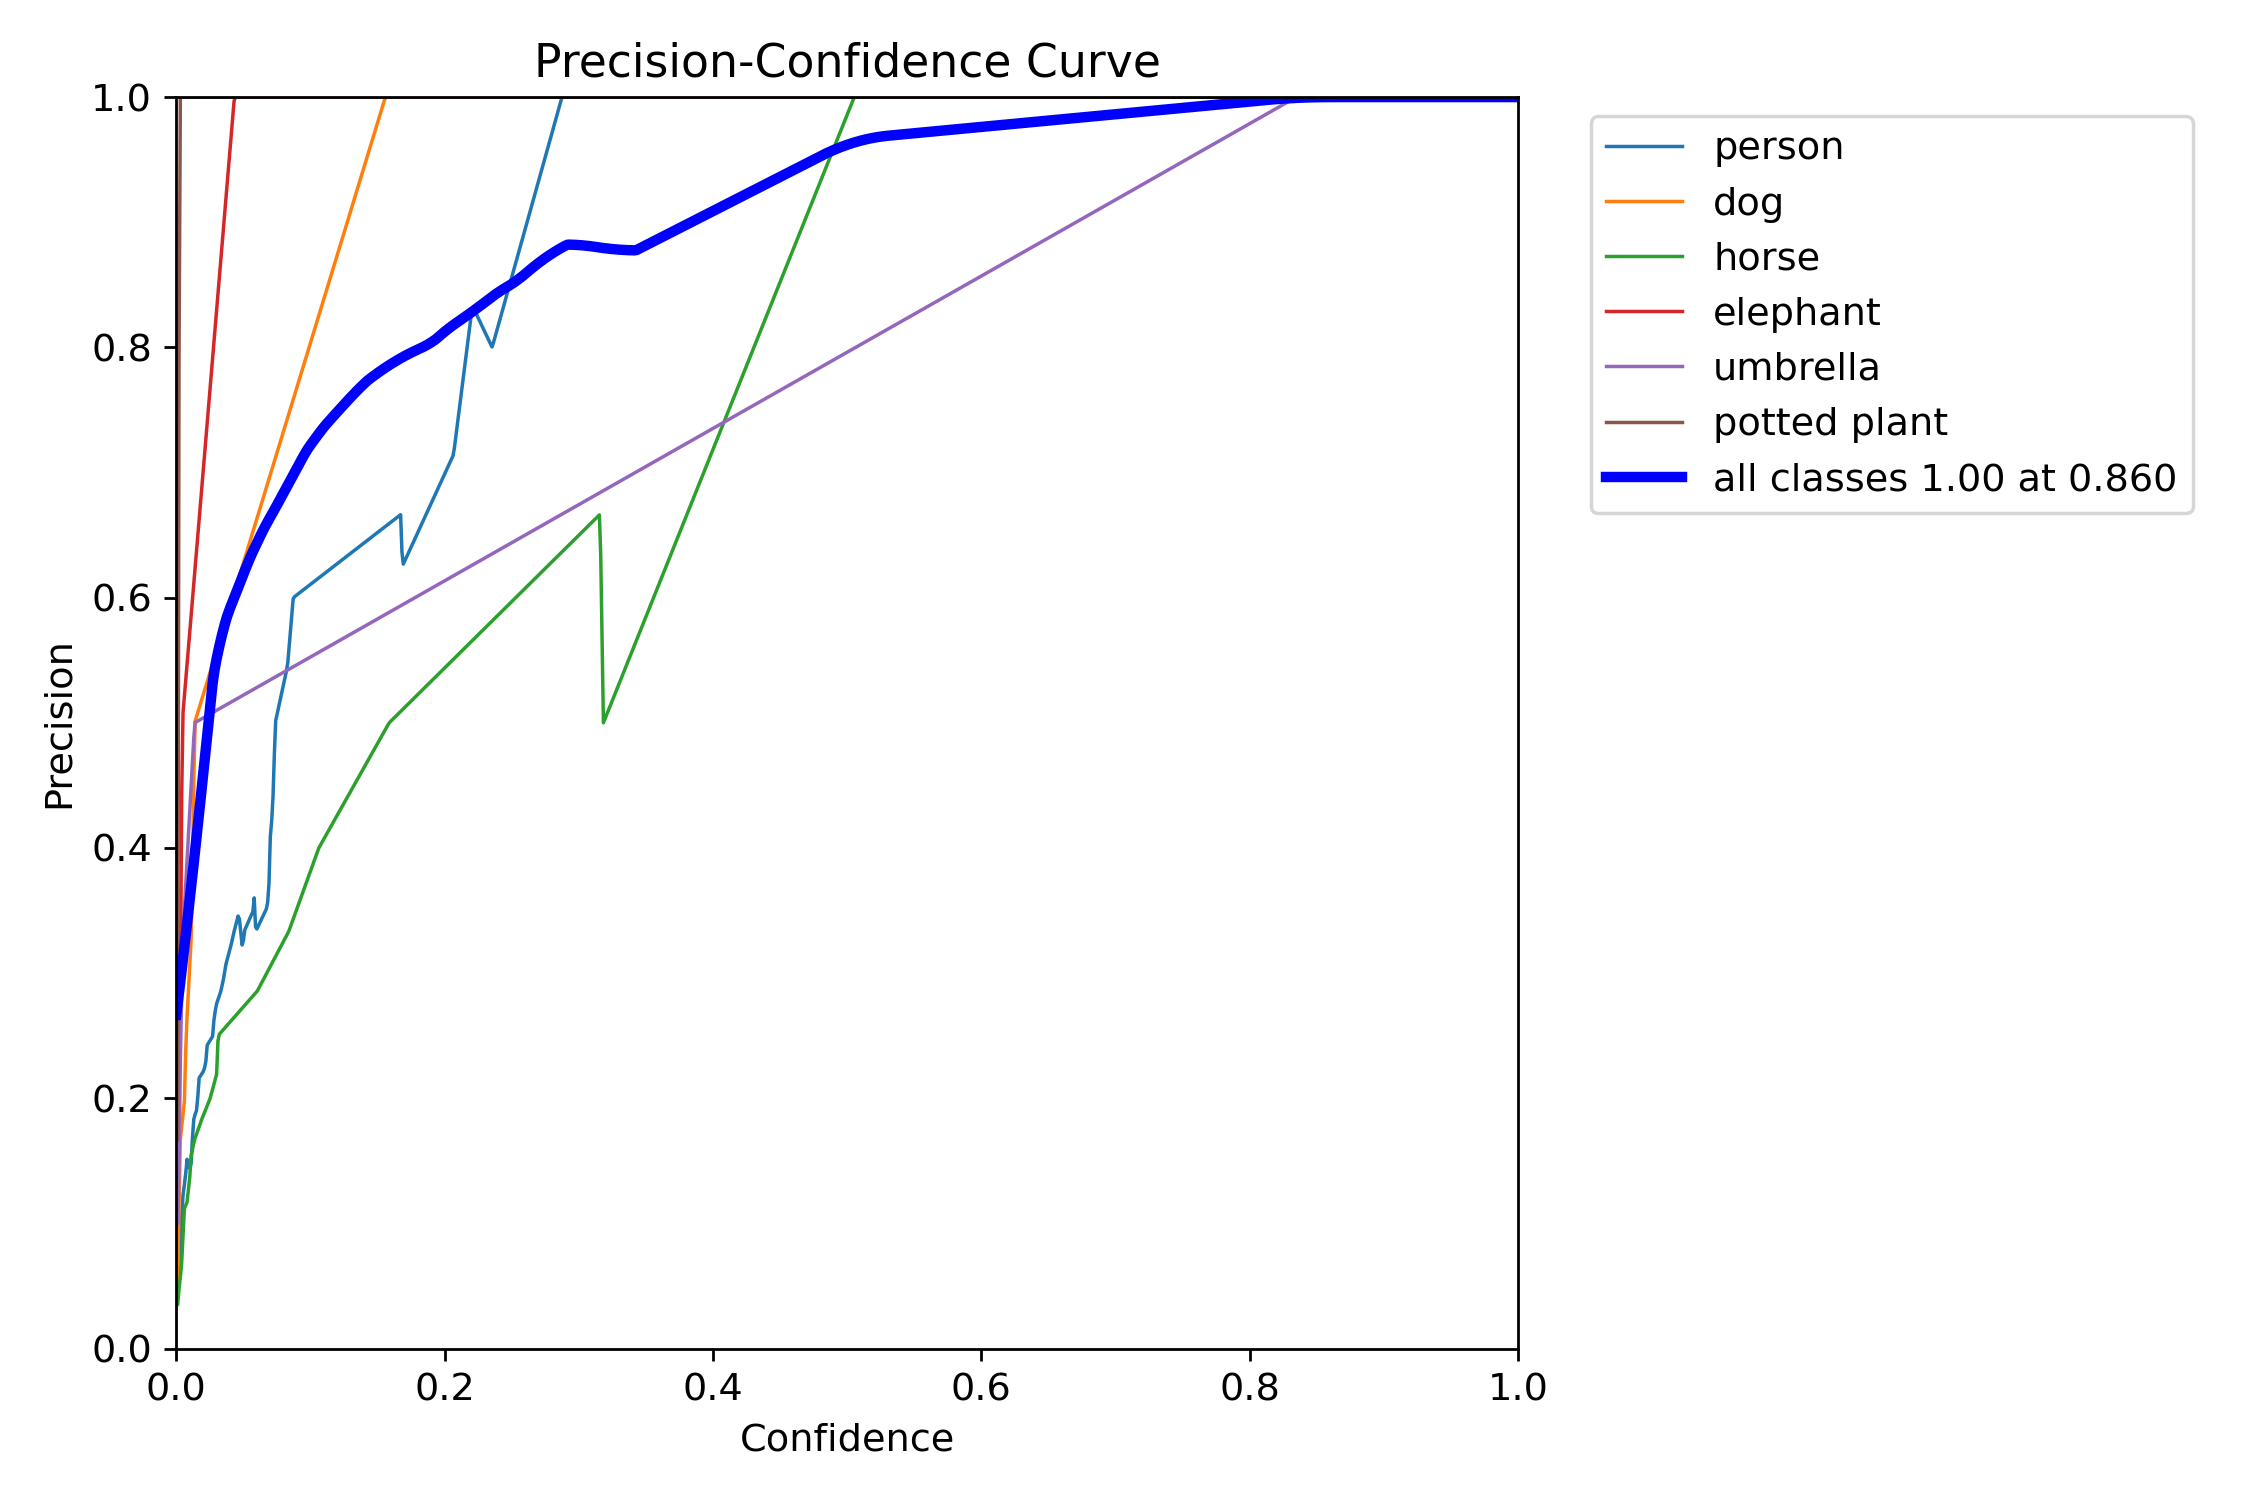 Precision-Confidence Curve
1.0
0.8
0.6
0.4
0.2
0.0
Precision
0.0 0.2 0.4 0.6 0.8 1.0
Confidence
person
dog
horse
elephant
umbrella
potted plant
all classes 1.00 at 0.860